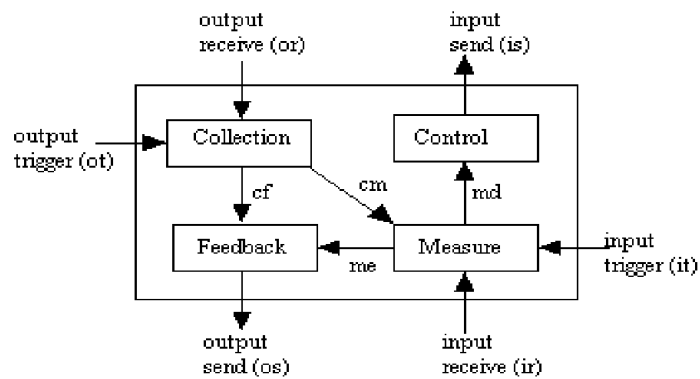 output
receive (or)
input
send (is)
output
trigger (ot)
Collection
Control
cf
cm
md
Feedback
me
Measure
input
trigger (it)
output
send (os)
input
receive (ir)